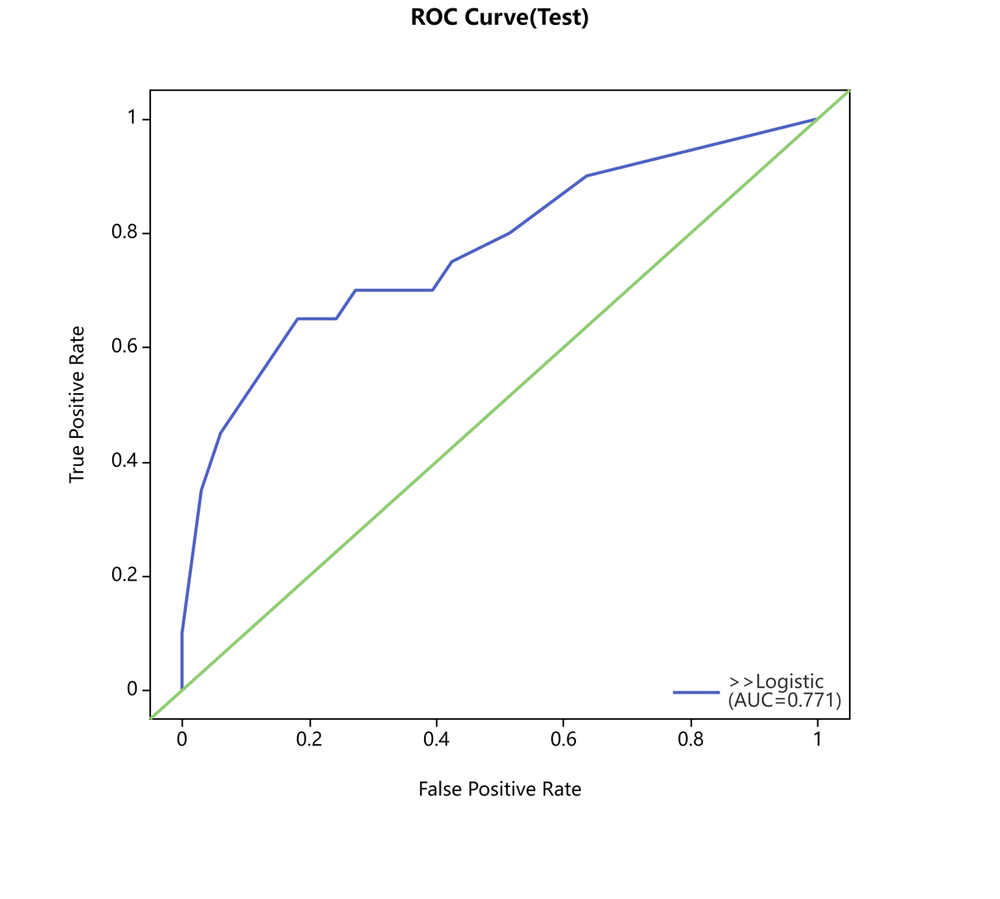 ROC Curve(Test)
1
0.8
0.6
0.4
0.2
0
True Positive Rate
>>Logistic
(AUC=0.771)
0 0.2 0.4 0.6 0.8 1
False Positive Rate